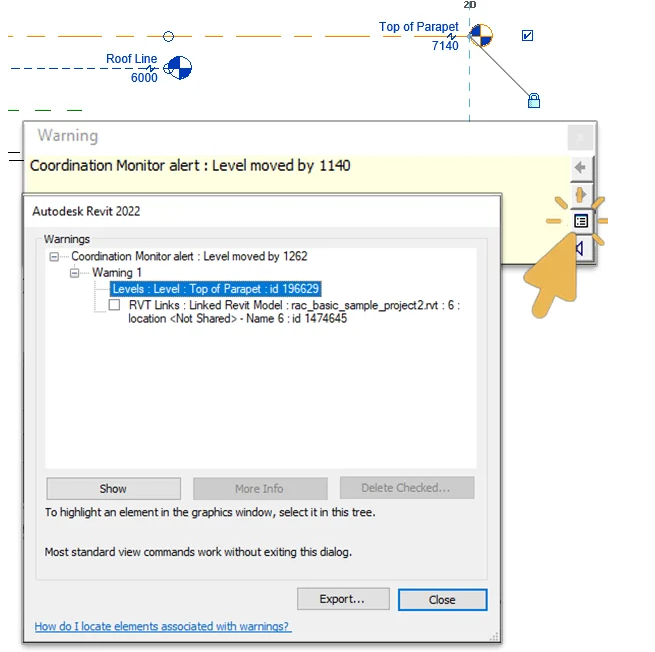 20
Top of Parapet
7140
Roof Line
6000
Warning
Coordination Monitor alert : Level moved by 1140
Autodesk Revit 2022
Warnings
Coordination Monitor alert : Level moved by 1262
Warning 1
Levels : Level : Top of Parapet : id 196629
RVT Links : Linked Revit Model : rac_basic_sample_project2.rvt : 6 :
location <Not Shared> - Name 6 : id 1474645
Show
More Info
Delete Checked...
To highlight an element in the graphics window, select it in this tree.
Most standard view commands work without exiting this dialog.
Export...
Close
How do I locate elements associated with warnings?